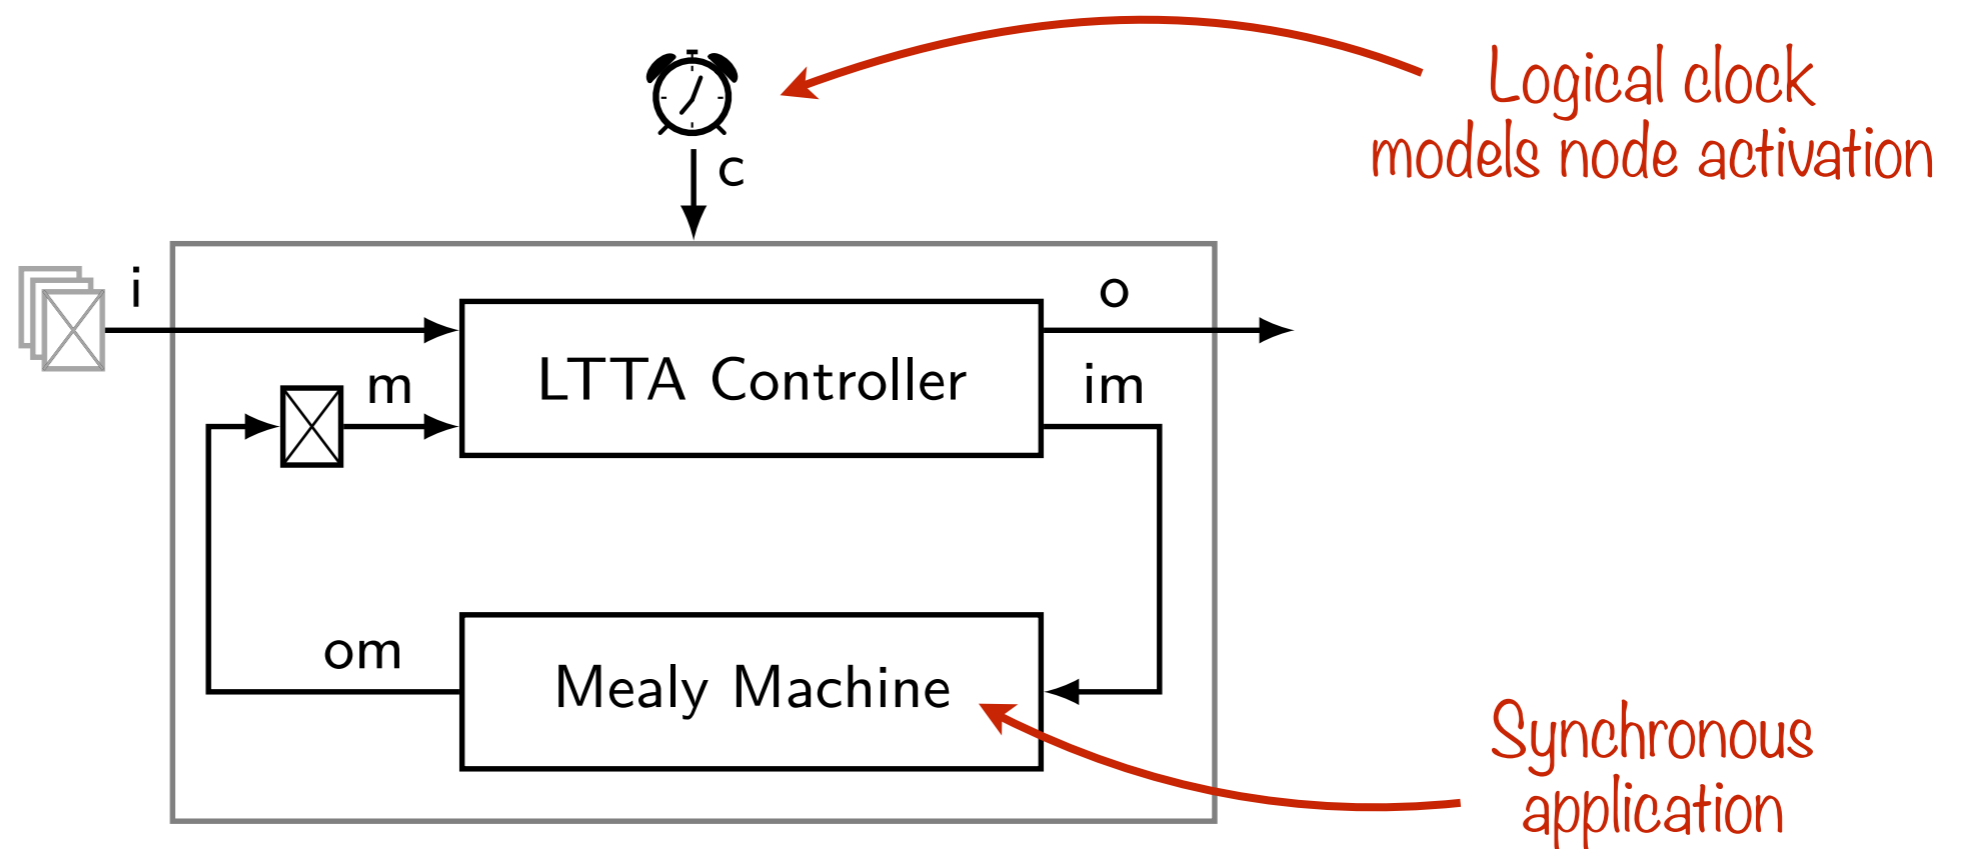 Logical clock
models node activation
c
i
o
LTTA Controller
m
im
om
Mealy Machine
Synchronous
application